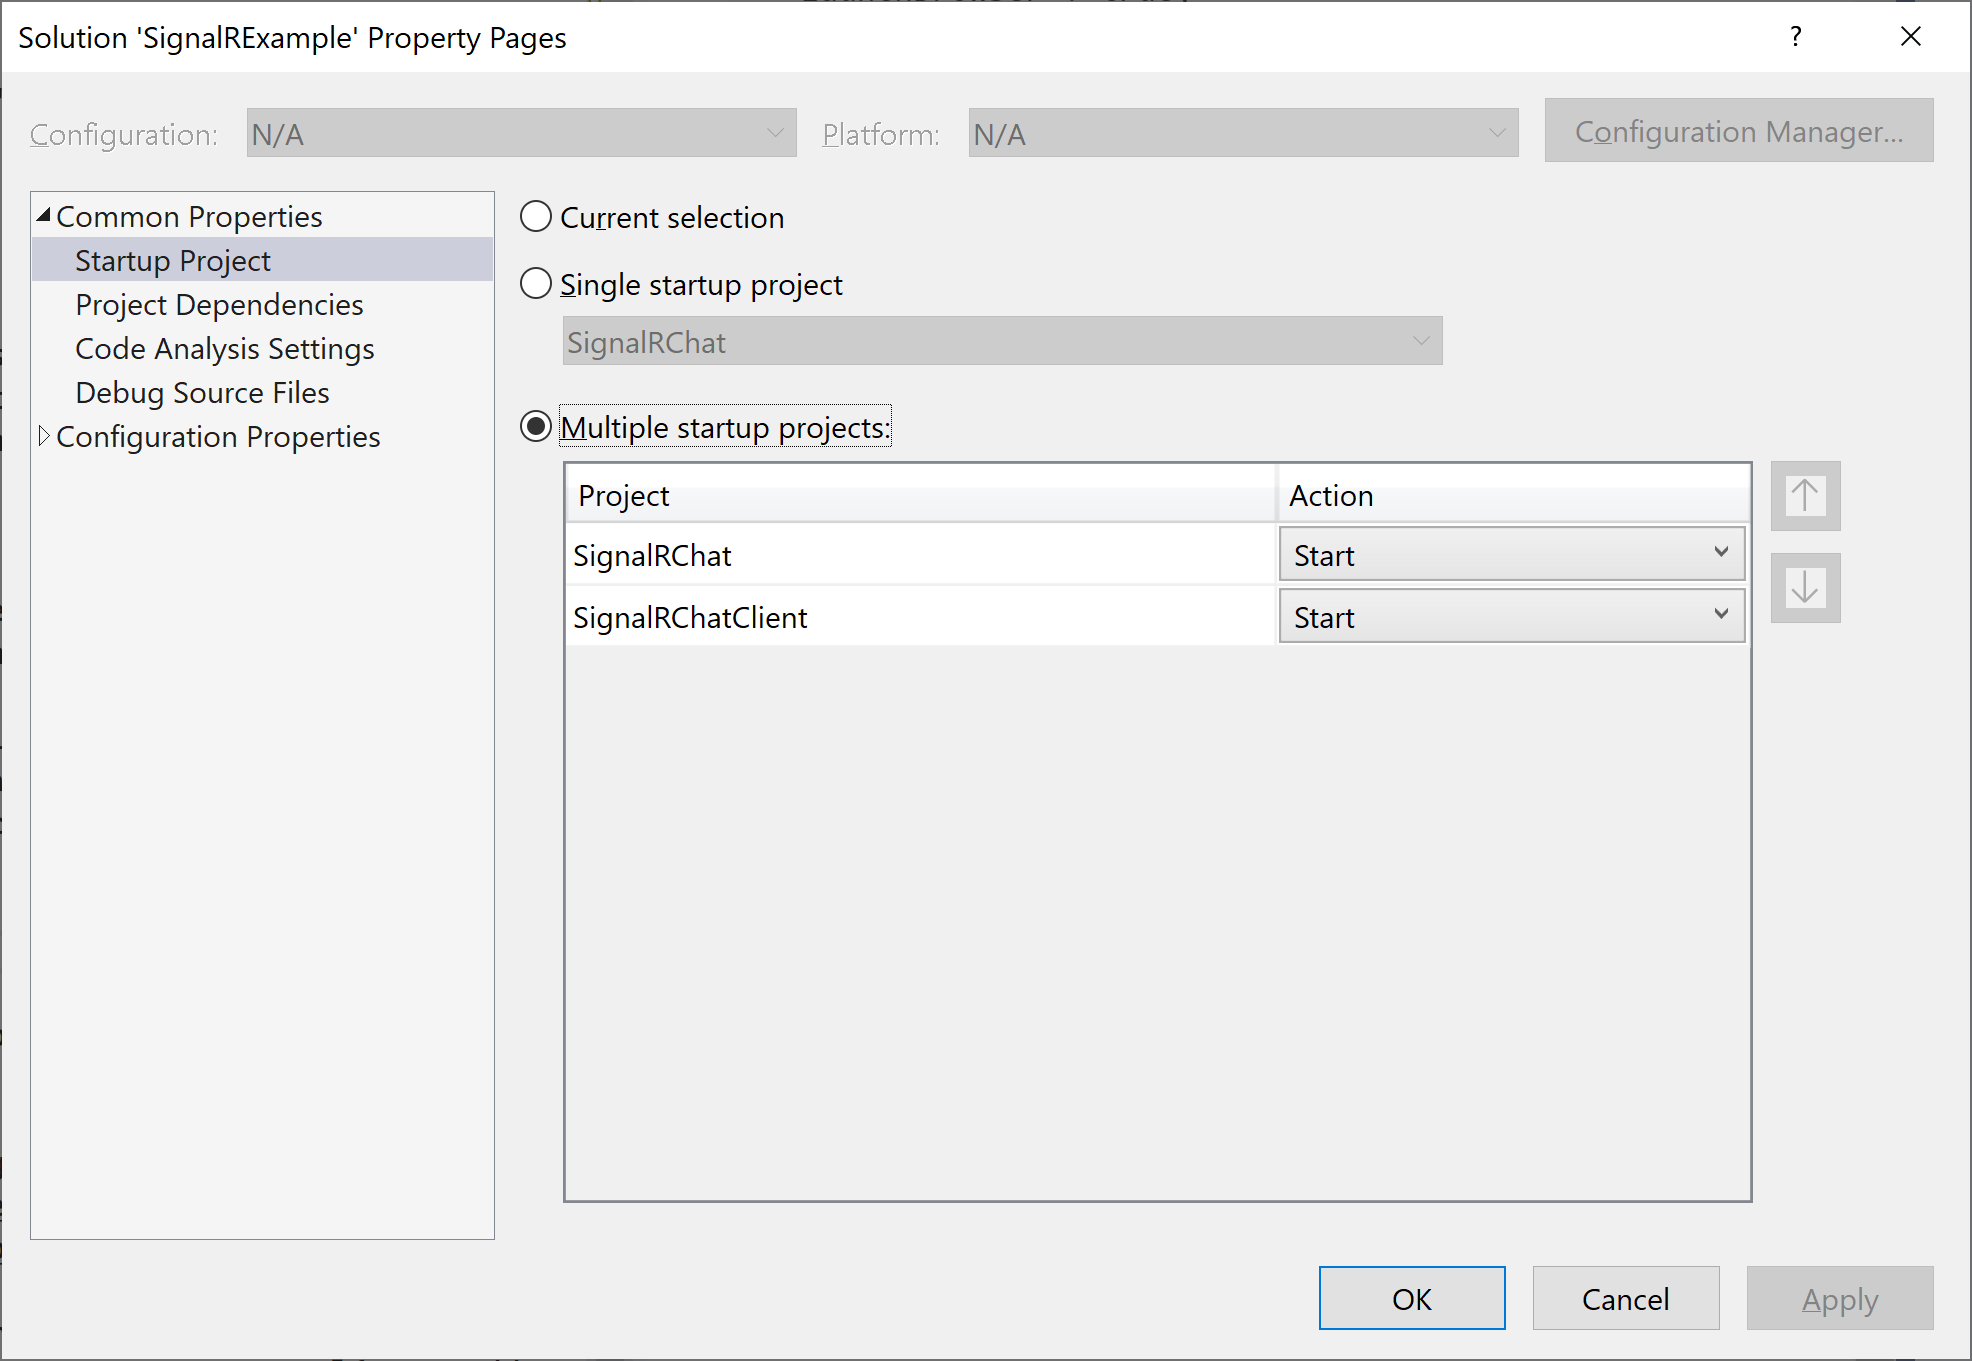 Solution 'SignalRExample' Property Pages ?
Configuration: N/A Platform: N/A Configuration Manager...
Common Properties
Startup Project
Project Dependencies
Code Analysis Settings
Debug Source Files
Configuration Properties
Current selection
Single startup project
SignalRChat
Multiple startup projects:
Project Action
SignalRChat Start
SignalRChatClient Start
OK Cancel Apply